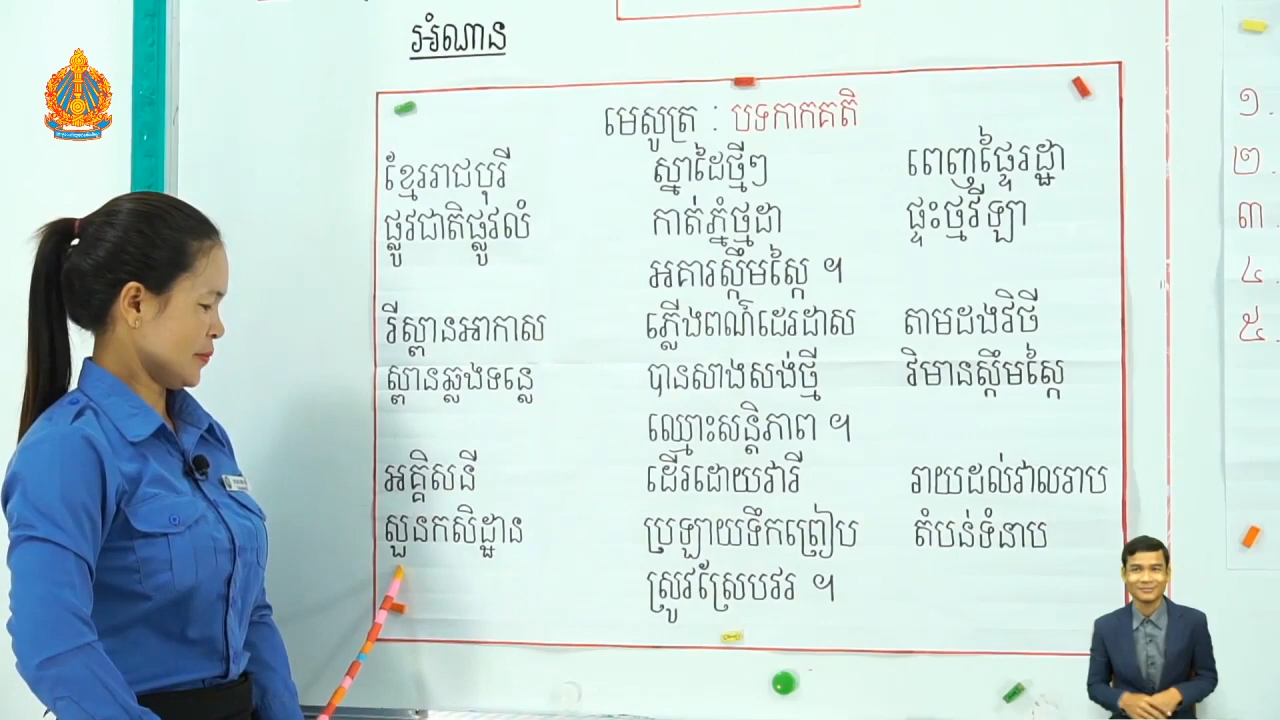 អំណាន
មេសូត្រ : បទកាកគតិ
ខ្មែររាជបុរី ស្នាដៃថ្មីៗ ពេញផ្ទៃរដ្ឋា
ផ្លូវជាតិផ្លូវលំ កាត់ភ្នំថ្មដា ផ្ទះថ្មវីឡា
អគារស្កឹមស្កៃ ។
រីស្ពានអាកាស ភ្លើងពណ៌ដេរដាស តាមដងវិថី
ស្ពានឆ្លងទន្លេ បានសាងសង់ថ្មី វិមានស្កឹមស្កៃ
ឈ្មោះសន្តិភាព ។
អគ្គិសនី ដើរដោយវារី រាយដល់វាលរាប
សួនកសិដ្ឋាន ប្រឡាយទឹកព្រៀប តំបន់ទំនាប
ស្រូវស្រែបវរ ។
១.
២.
៣.
៤.
៥.